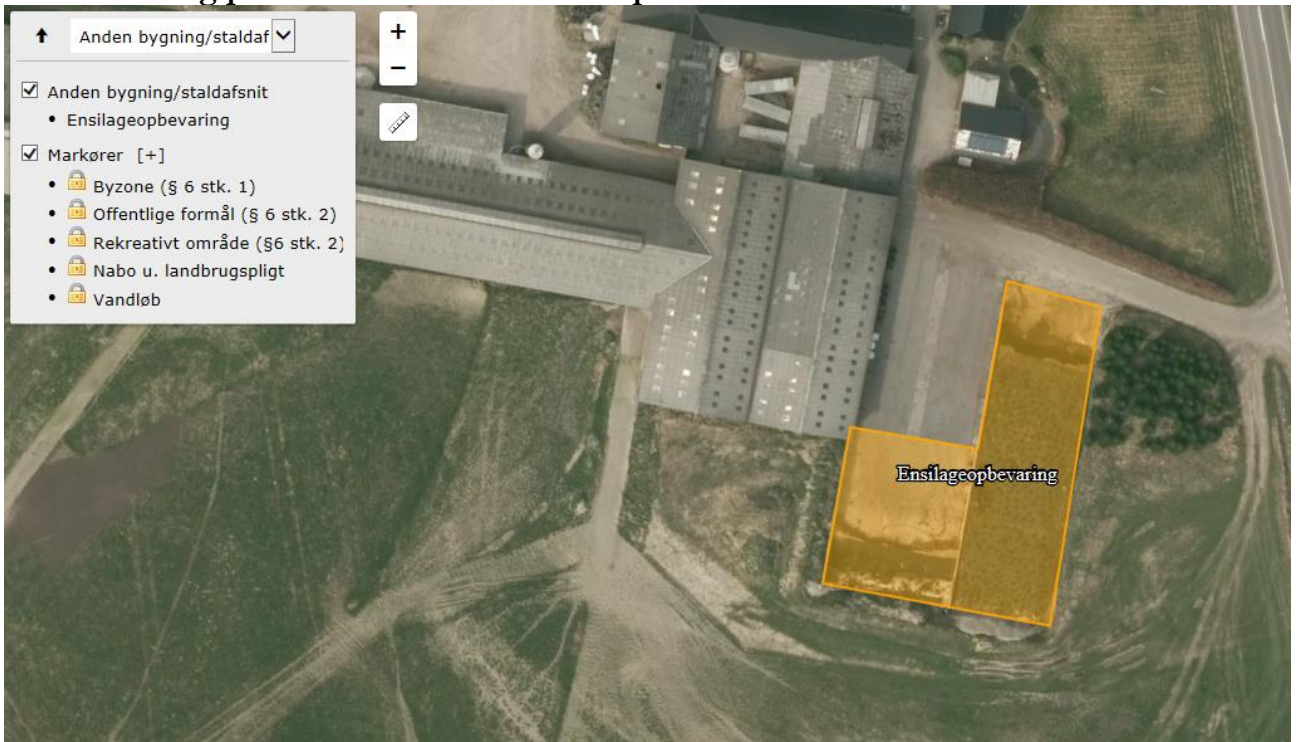 Anden bygning/staldaf
+
−
Anden bygning/staldafsnit
• Ensilageopbevaring
Markører [+]
• Byzone (§ 6 stk. 1)
• Offentlige formål (§ 6 stk. 2)
• Rekreativt område (§6 stk. 2)
• Nabo u. landbrugspligt
• Vandløb
Ensilageopbevaring